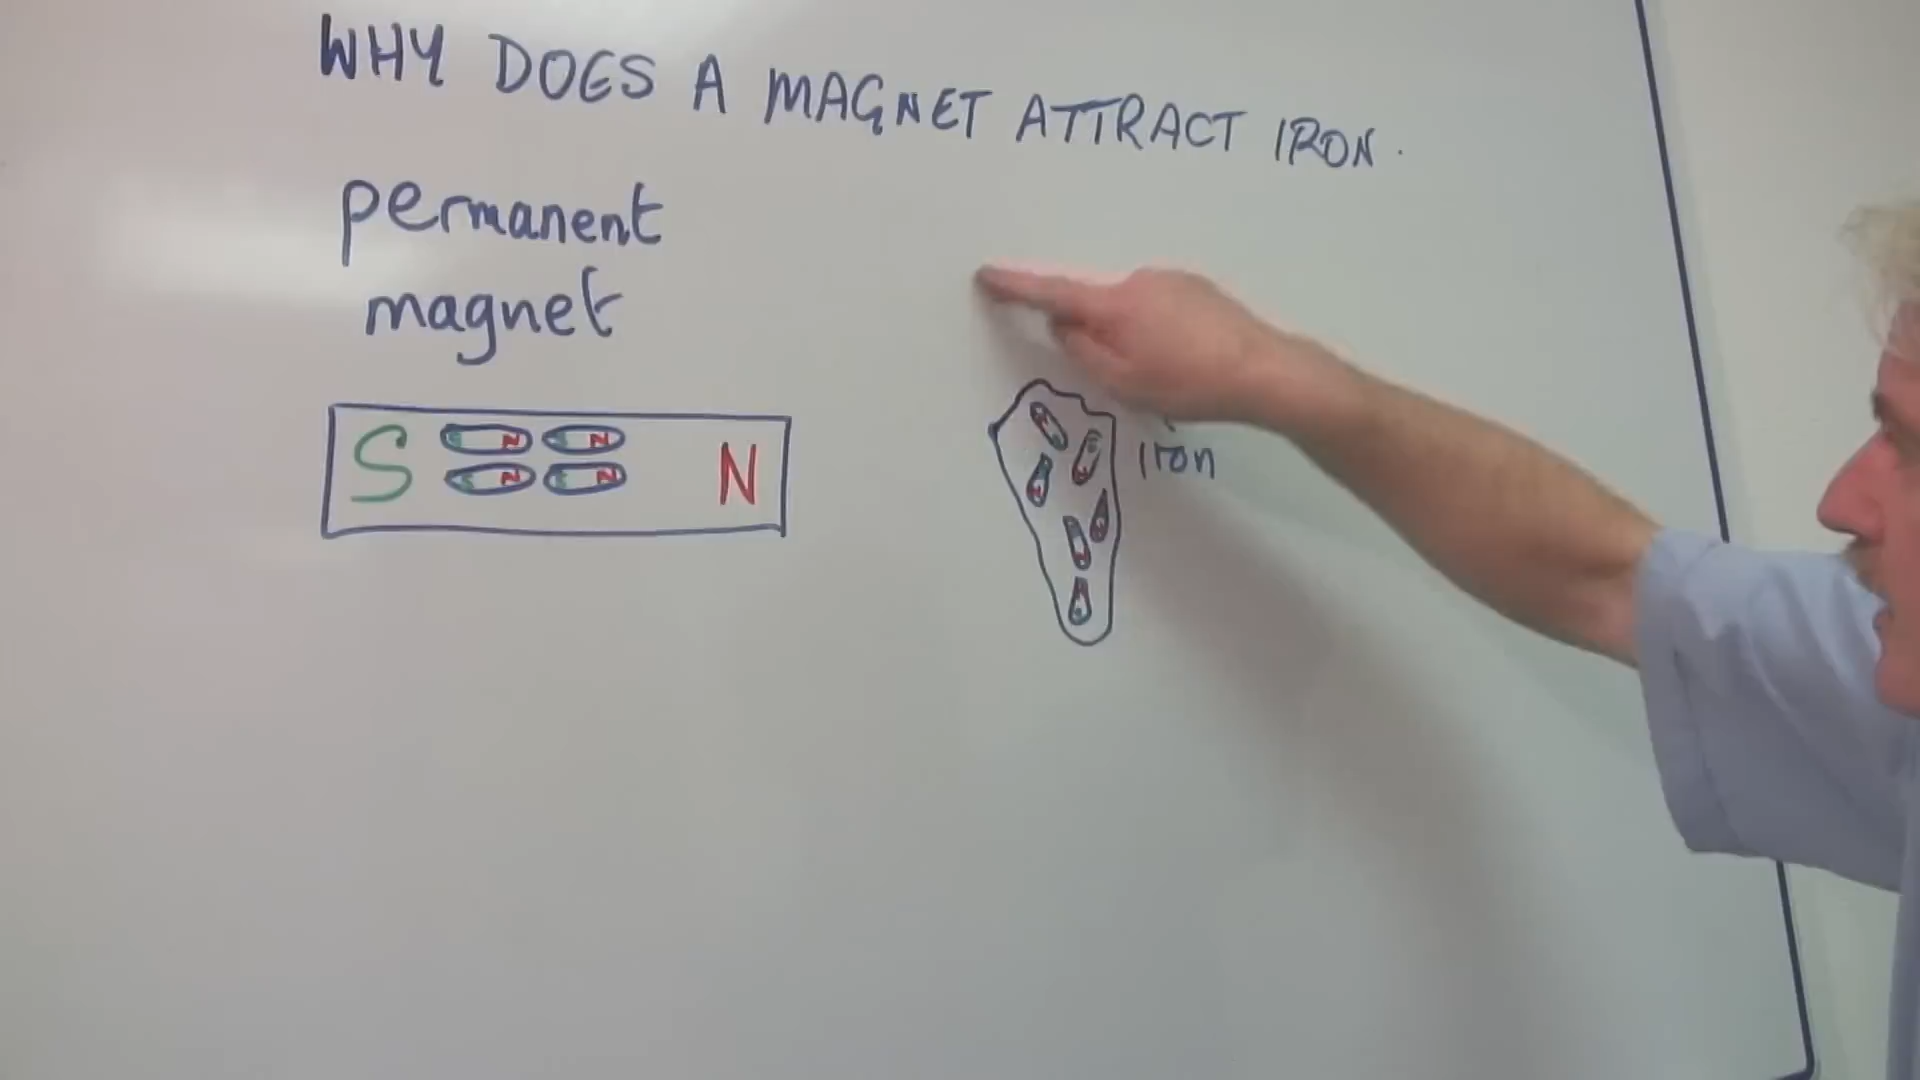 WHY DOES A MAGNET ATTRACT IRON.
permanent
magnet
S N N N
N N
iron